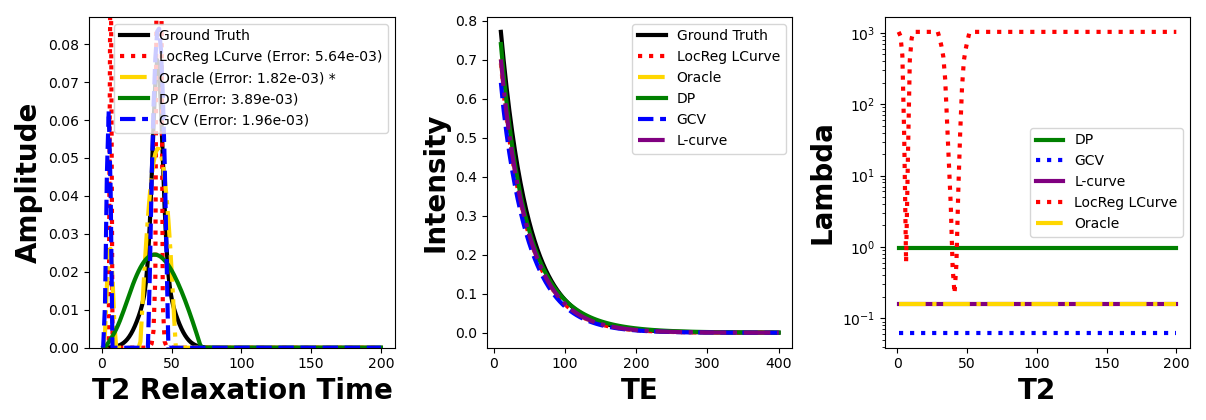 Amplitude
0.08
0.07
0.06
0.05
0.04
0.03
0.02
0.01
0.00
Ground Truth
LocReg LCurve (Error: 5.64e-03)
Oracle (Error: 1.82e-03) *
DP (Error: 3.89e-03)
GCV (Error: 1.96e-03)
0 50 100 150 200
T2 Relaxation Time
Intensity
0.8
0.7
0.6
0.5
0.4
0.3
0.2
0.1
0.0
Ground Truth
LocReg LCurve
Oracle
DP
GCV
L-curve
0 100 200 300 400
TE
Lambda
10³
10²
10¹
10⁰
10⁻¹
DP
GCV
L-curve
LocReg LCurve
Oracle
0 50 100 150 200
T2